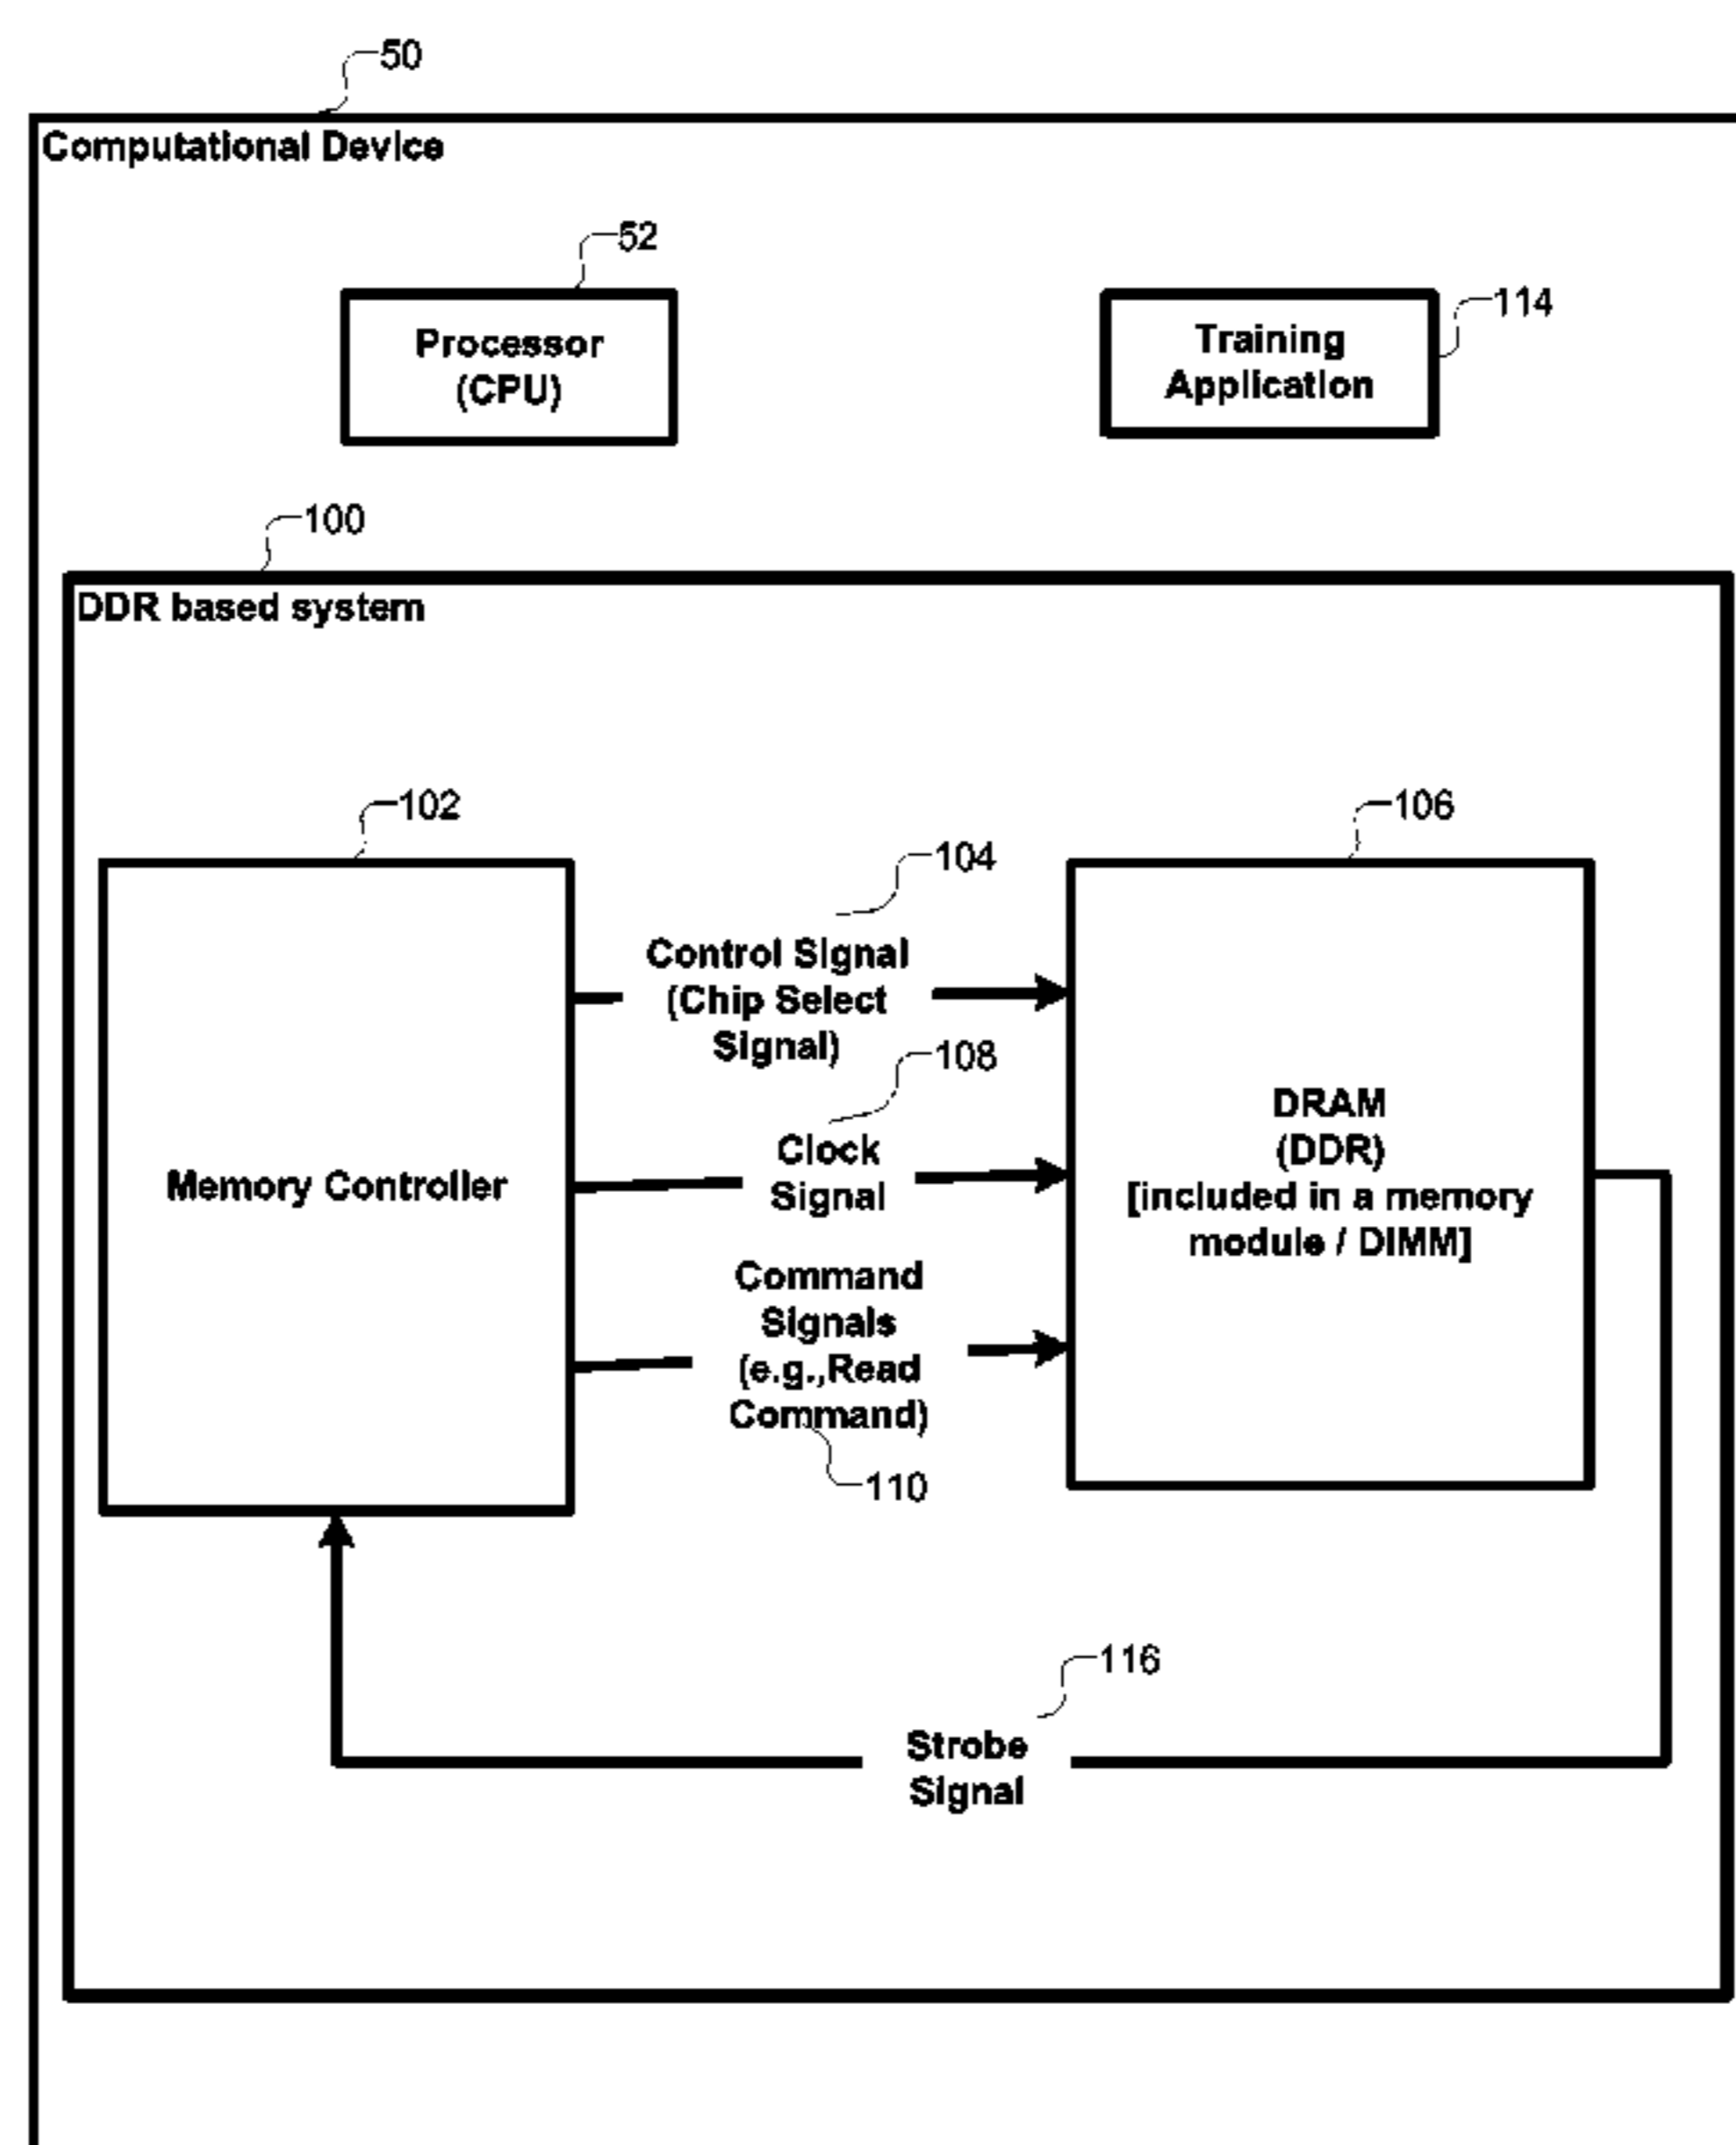 50
Computational Device
52
Processor
(CPU)
114
Training
Application
100
DDR based system
102
106
104
Control Signal
(Chip Select
Signal)
108
Clock
Signal
Memory Controller
DRAM
(DDR)
[included in a memory
module / DIMM]
Command
Signals
(e.g.,Read
Command)
110
116
Strobe
Signal